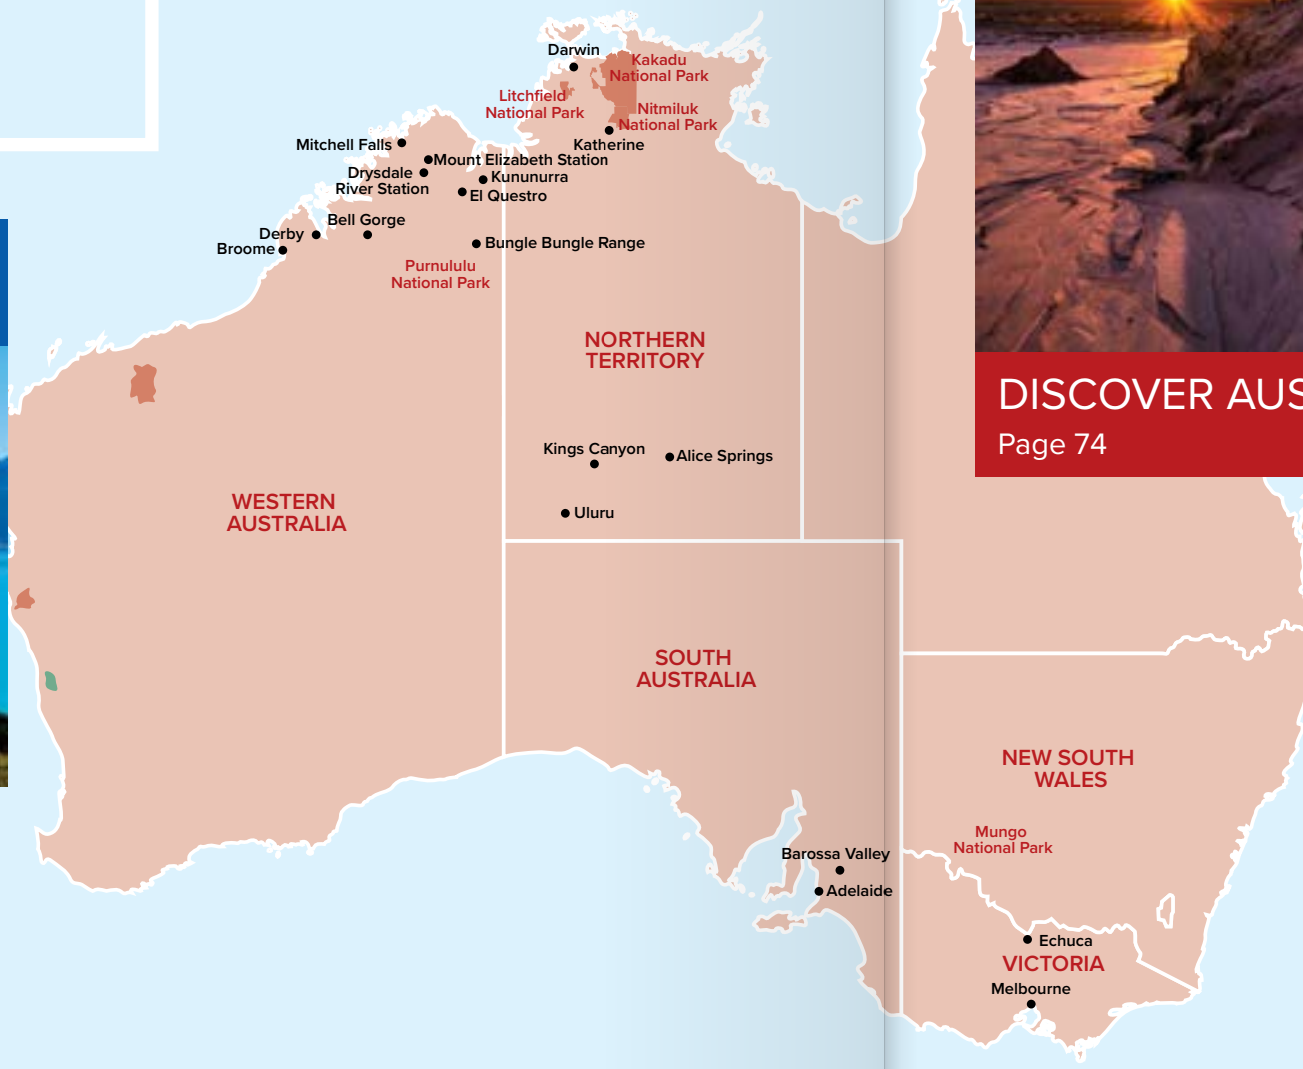 Darwin
Kakadu
National Park
Litchfield
National Park
Nitmiluk
National Park
Katherine
Mitchell Falls
Mount Elizabeth Station
Drysdale
River Station
Kununurra
El Questro
Bell Gorge
Derby
Broome
Bungle Bungle Range
Purnululu
National Park
NORTHERN
TERRITORY
DISCOVER AUS
Page 74
Kings Canyon
Alice Springs
WESTERN
AUSTRALIA
Uluru
SOUTH
AUSTRALIA
NEW SOUTH
WALES
Mungo
National Park
Barossa Valley
Adelaide
Echuca
VICTORIA
Melbourne